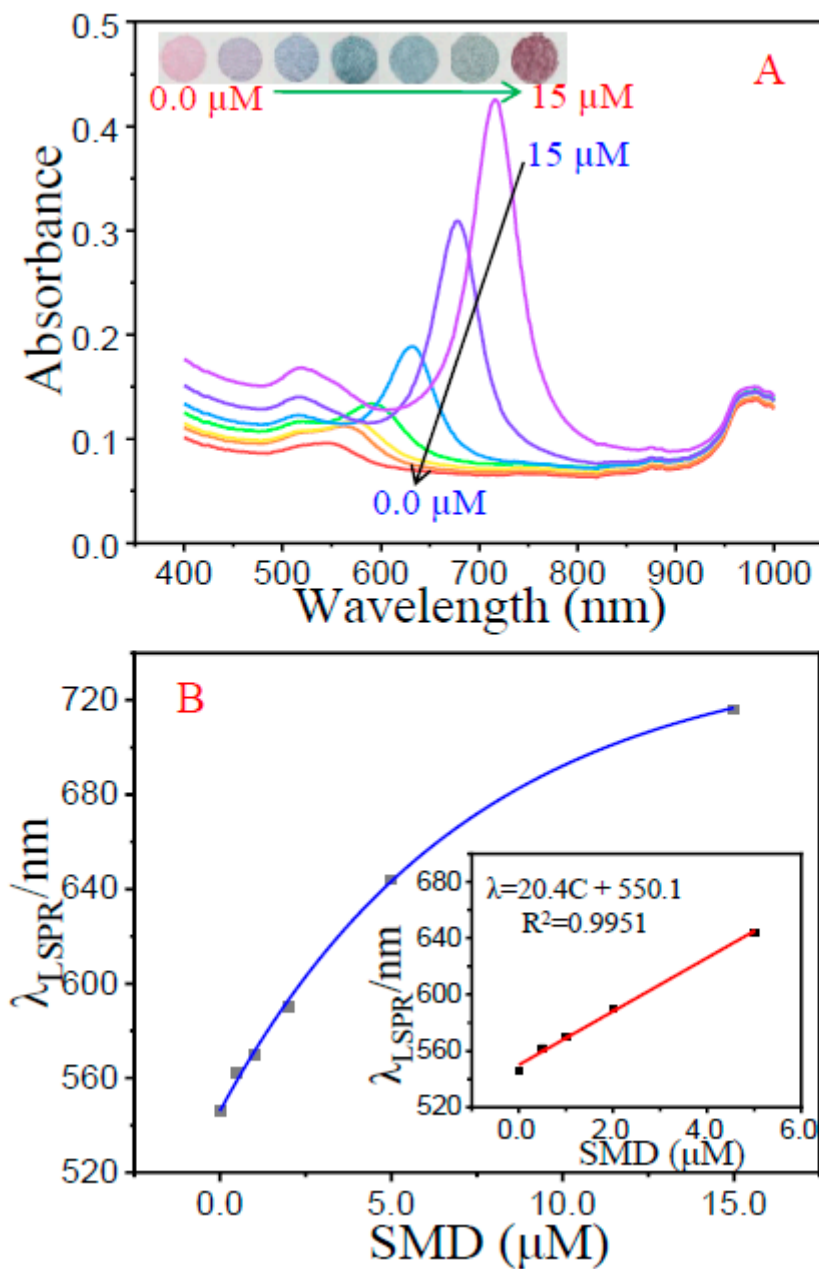 A
0.0 μM
15 μM
15 μM
0.0 μM
0.5
0.4
0.3
0.2
0.1
0.0
Absorbance
400 500 600 700 800 900 1000
Wavelength (nm)
B
720
680
640
600
560
520
λLSPR/nm
λ=20.4C + 550.1
R²=0.9951
680
640
600
560
520
λLSPR/nm
0.0 2.0 4.0 6.0
SMD (μM)
0.0 5.0 10.0 15.0
SMD (μM)